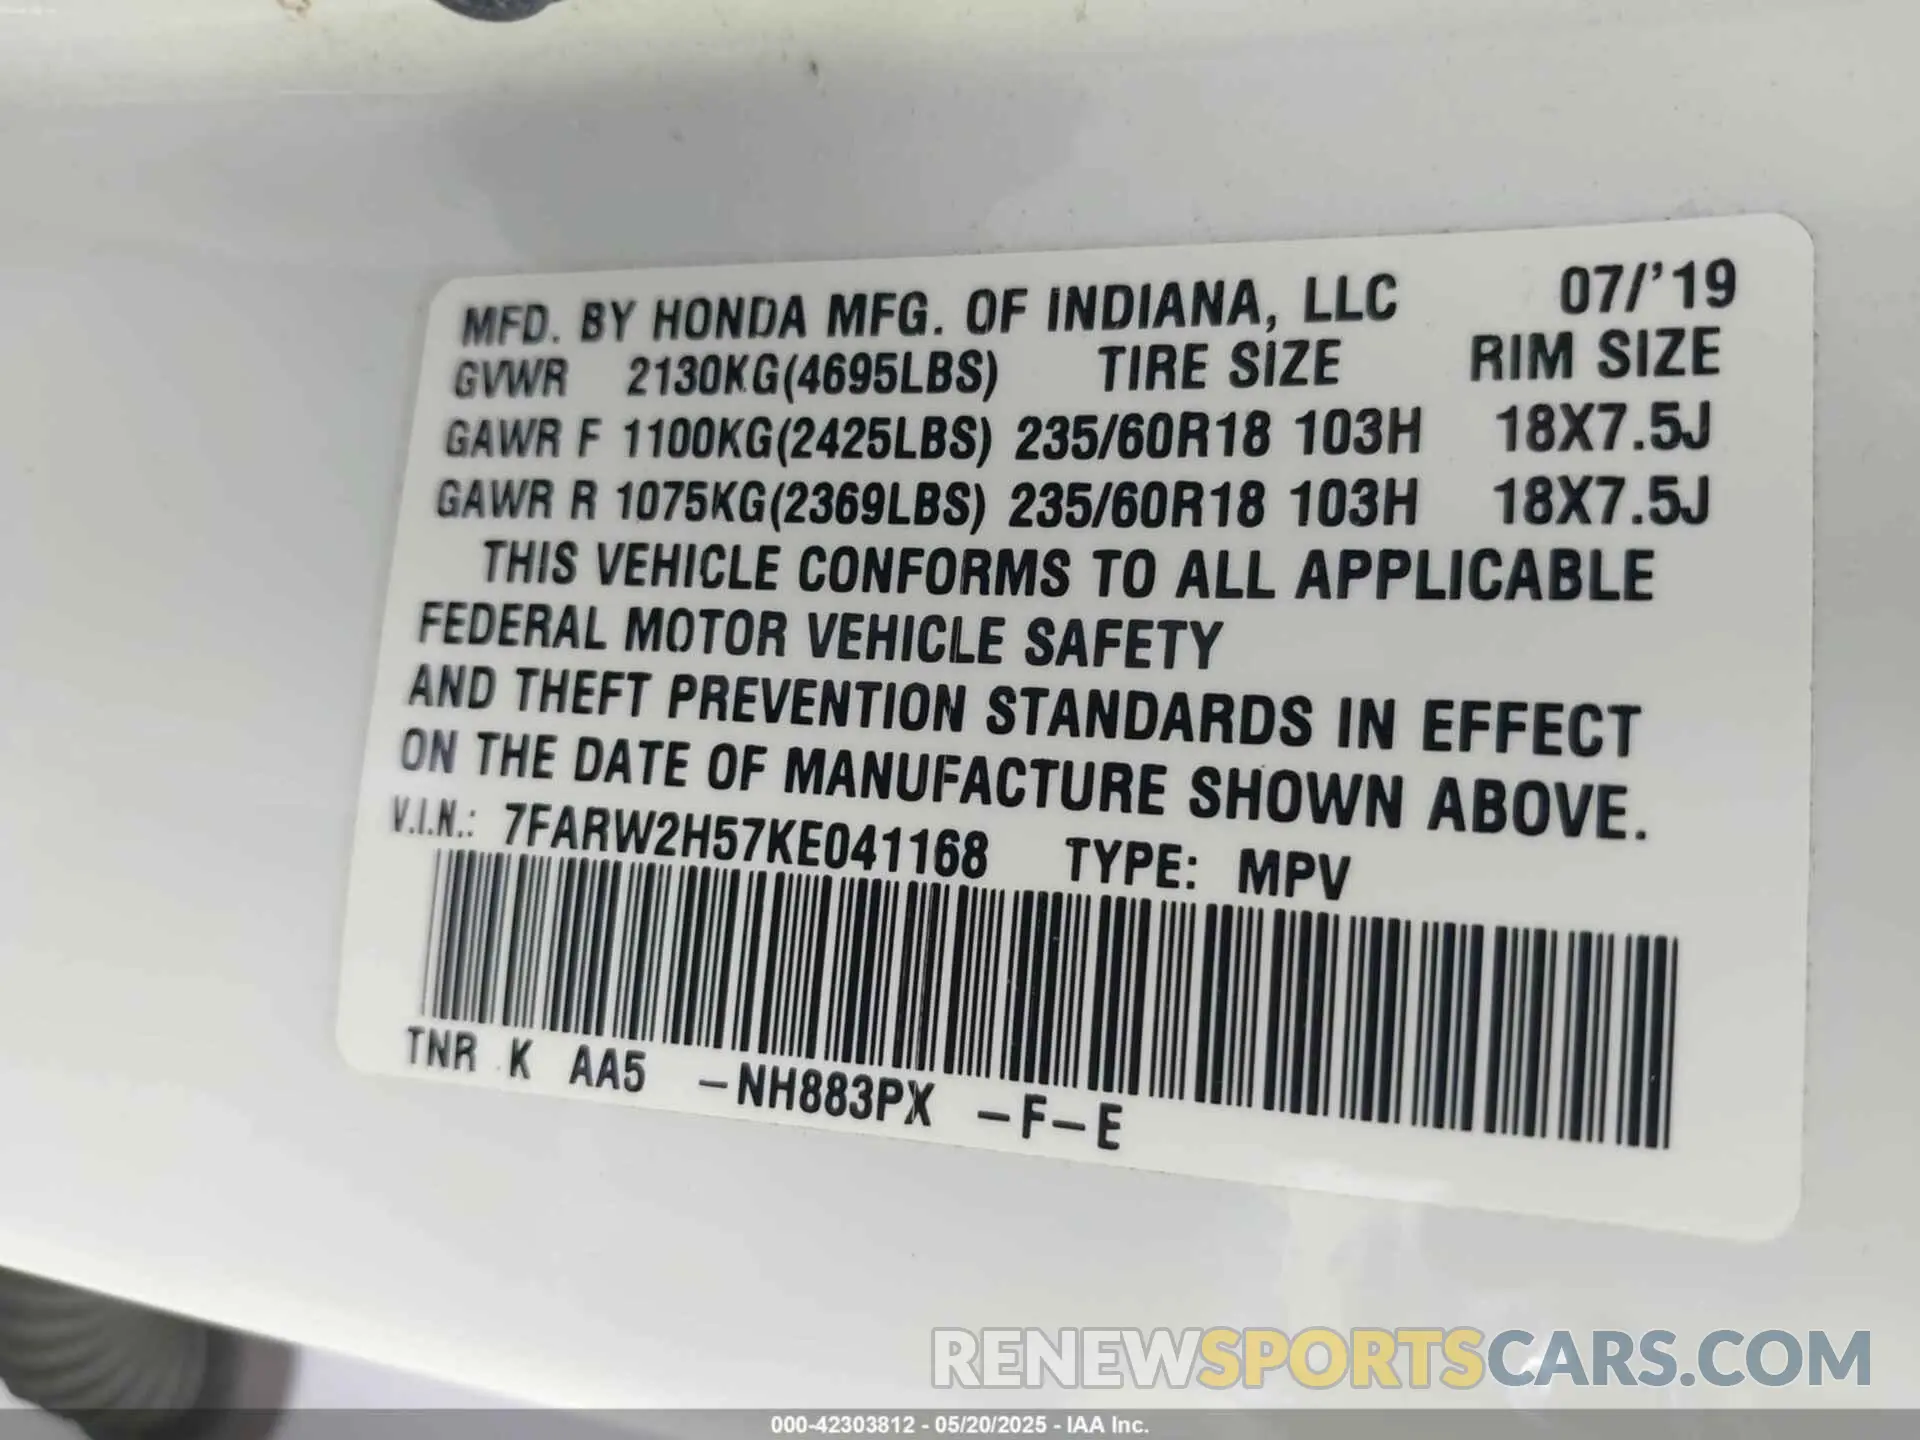 MFD. BY HONDA MFG. OF INDIANA, LLC 07/'19
GVWR 2130KG(4695LBS) TIRE SIZE RIM SIZE
GAWR F 1100KG(2425LBS) 235/60R18 103H 18X7.5J
GAWR R 1075KG(2369LBS) 235/60R18 103H 18X7.5J
THIS VEHICLE CONFORMS TO ALL APPLICABLE
FEDERAL MOTOR VEHICLE SAFETY
AND THEFT PREVENTION STANDARDS IN EFFECT
ON THE DATE OF MANUFACTURE SHOWN ABOVE.
V.I.N.: 7FARW2H57KE041168 TYPE: MPV
TNR K AA5 -NH883PX -F-E
RENEWSPORTSCARS.COM
000-42303812 - 05/20/2025 - IAA Inc.